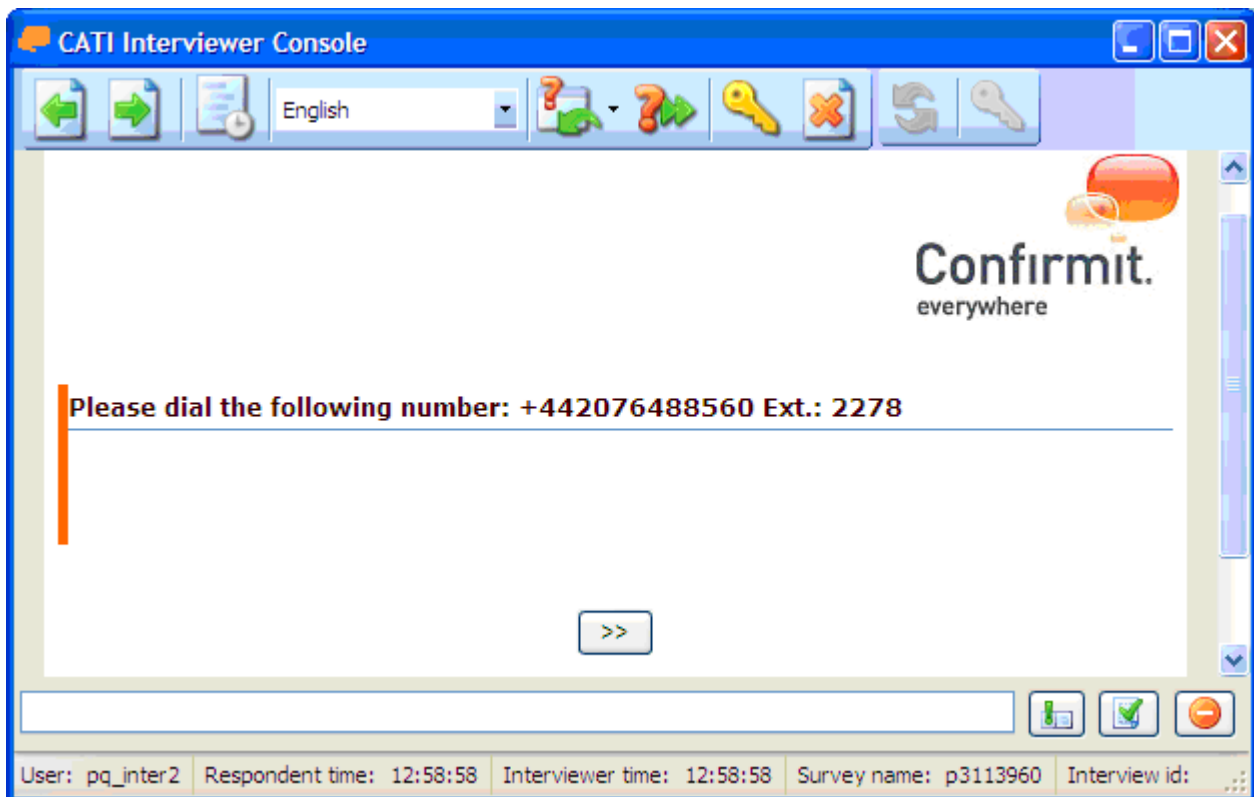 CATI Interviewer Console
English
Confirmit.
everywhere
Please dial the following number: +442076488560 Ext.: 2278
>>
User: pq_inter2 Respondent time: 12:58:58 Interviewer time: 12:58:58 Survey name: p3113960 Interview id: